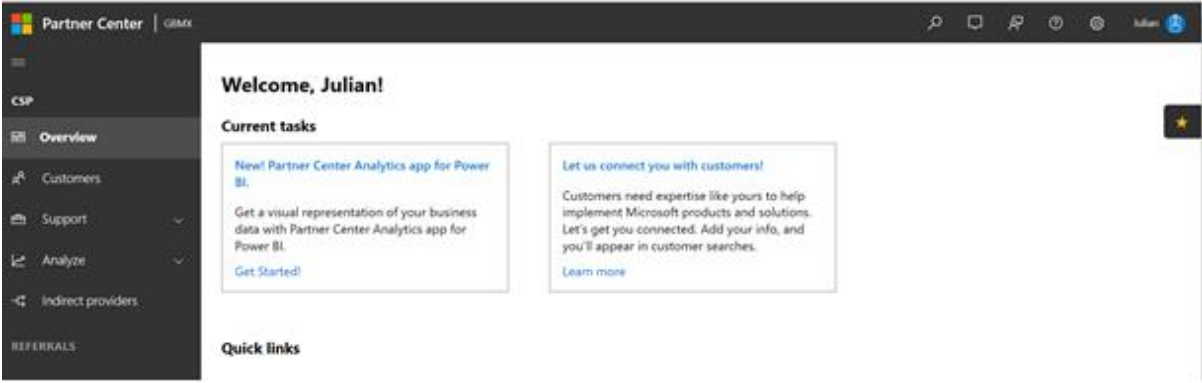 Partner Center | GBMX
Julian
CSP
Overview
Customers
Support
Analyze
Indirect providers
REFERRALS
Welcome, Julian!
Current tasks
New! Partner Center Analytics app for Power
BI.
Get a visual representation of your business
data with Partner Center Analytics app for
Power BI.
Get Started!
Let us connect you with customers!
Customers need expertise like yours to help
implement Microsoft products and solutions.
Let's get you connected. Add your info, and
you'll appear in customer searches.
Learn more
Quick links